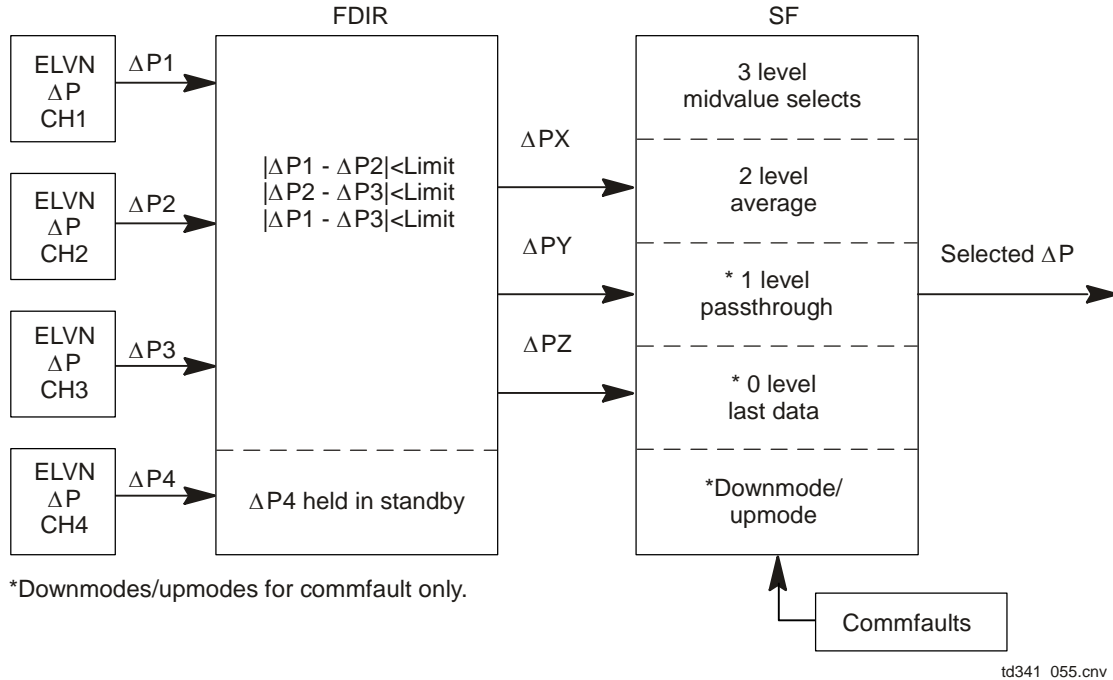 FDIR
SF
ELVN
ΔP
CH1
ΔP1
ELVN
ΔP
CH2
ΔP2
ELVN
ΔP
CH3
ΔP3
ELVN
ΔP
CH4
ΔP4
|ΔP1 - ΔP2|<Limit
|ΔP2 - ΔP3|<Limit
|ΔP1 - ΔP3|<Limit
ΔP4 held in standby
ΔPX
ΔPY
ΔPZ
3 level
midvalue selects
2 level
average
* 1 level
passthrough
* 0 level
last data
*Downmode/
upmode
Selected ΔP
*Downmodes/upmodes for commfault only.
Commfaults
td341_055.cnv